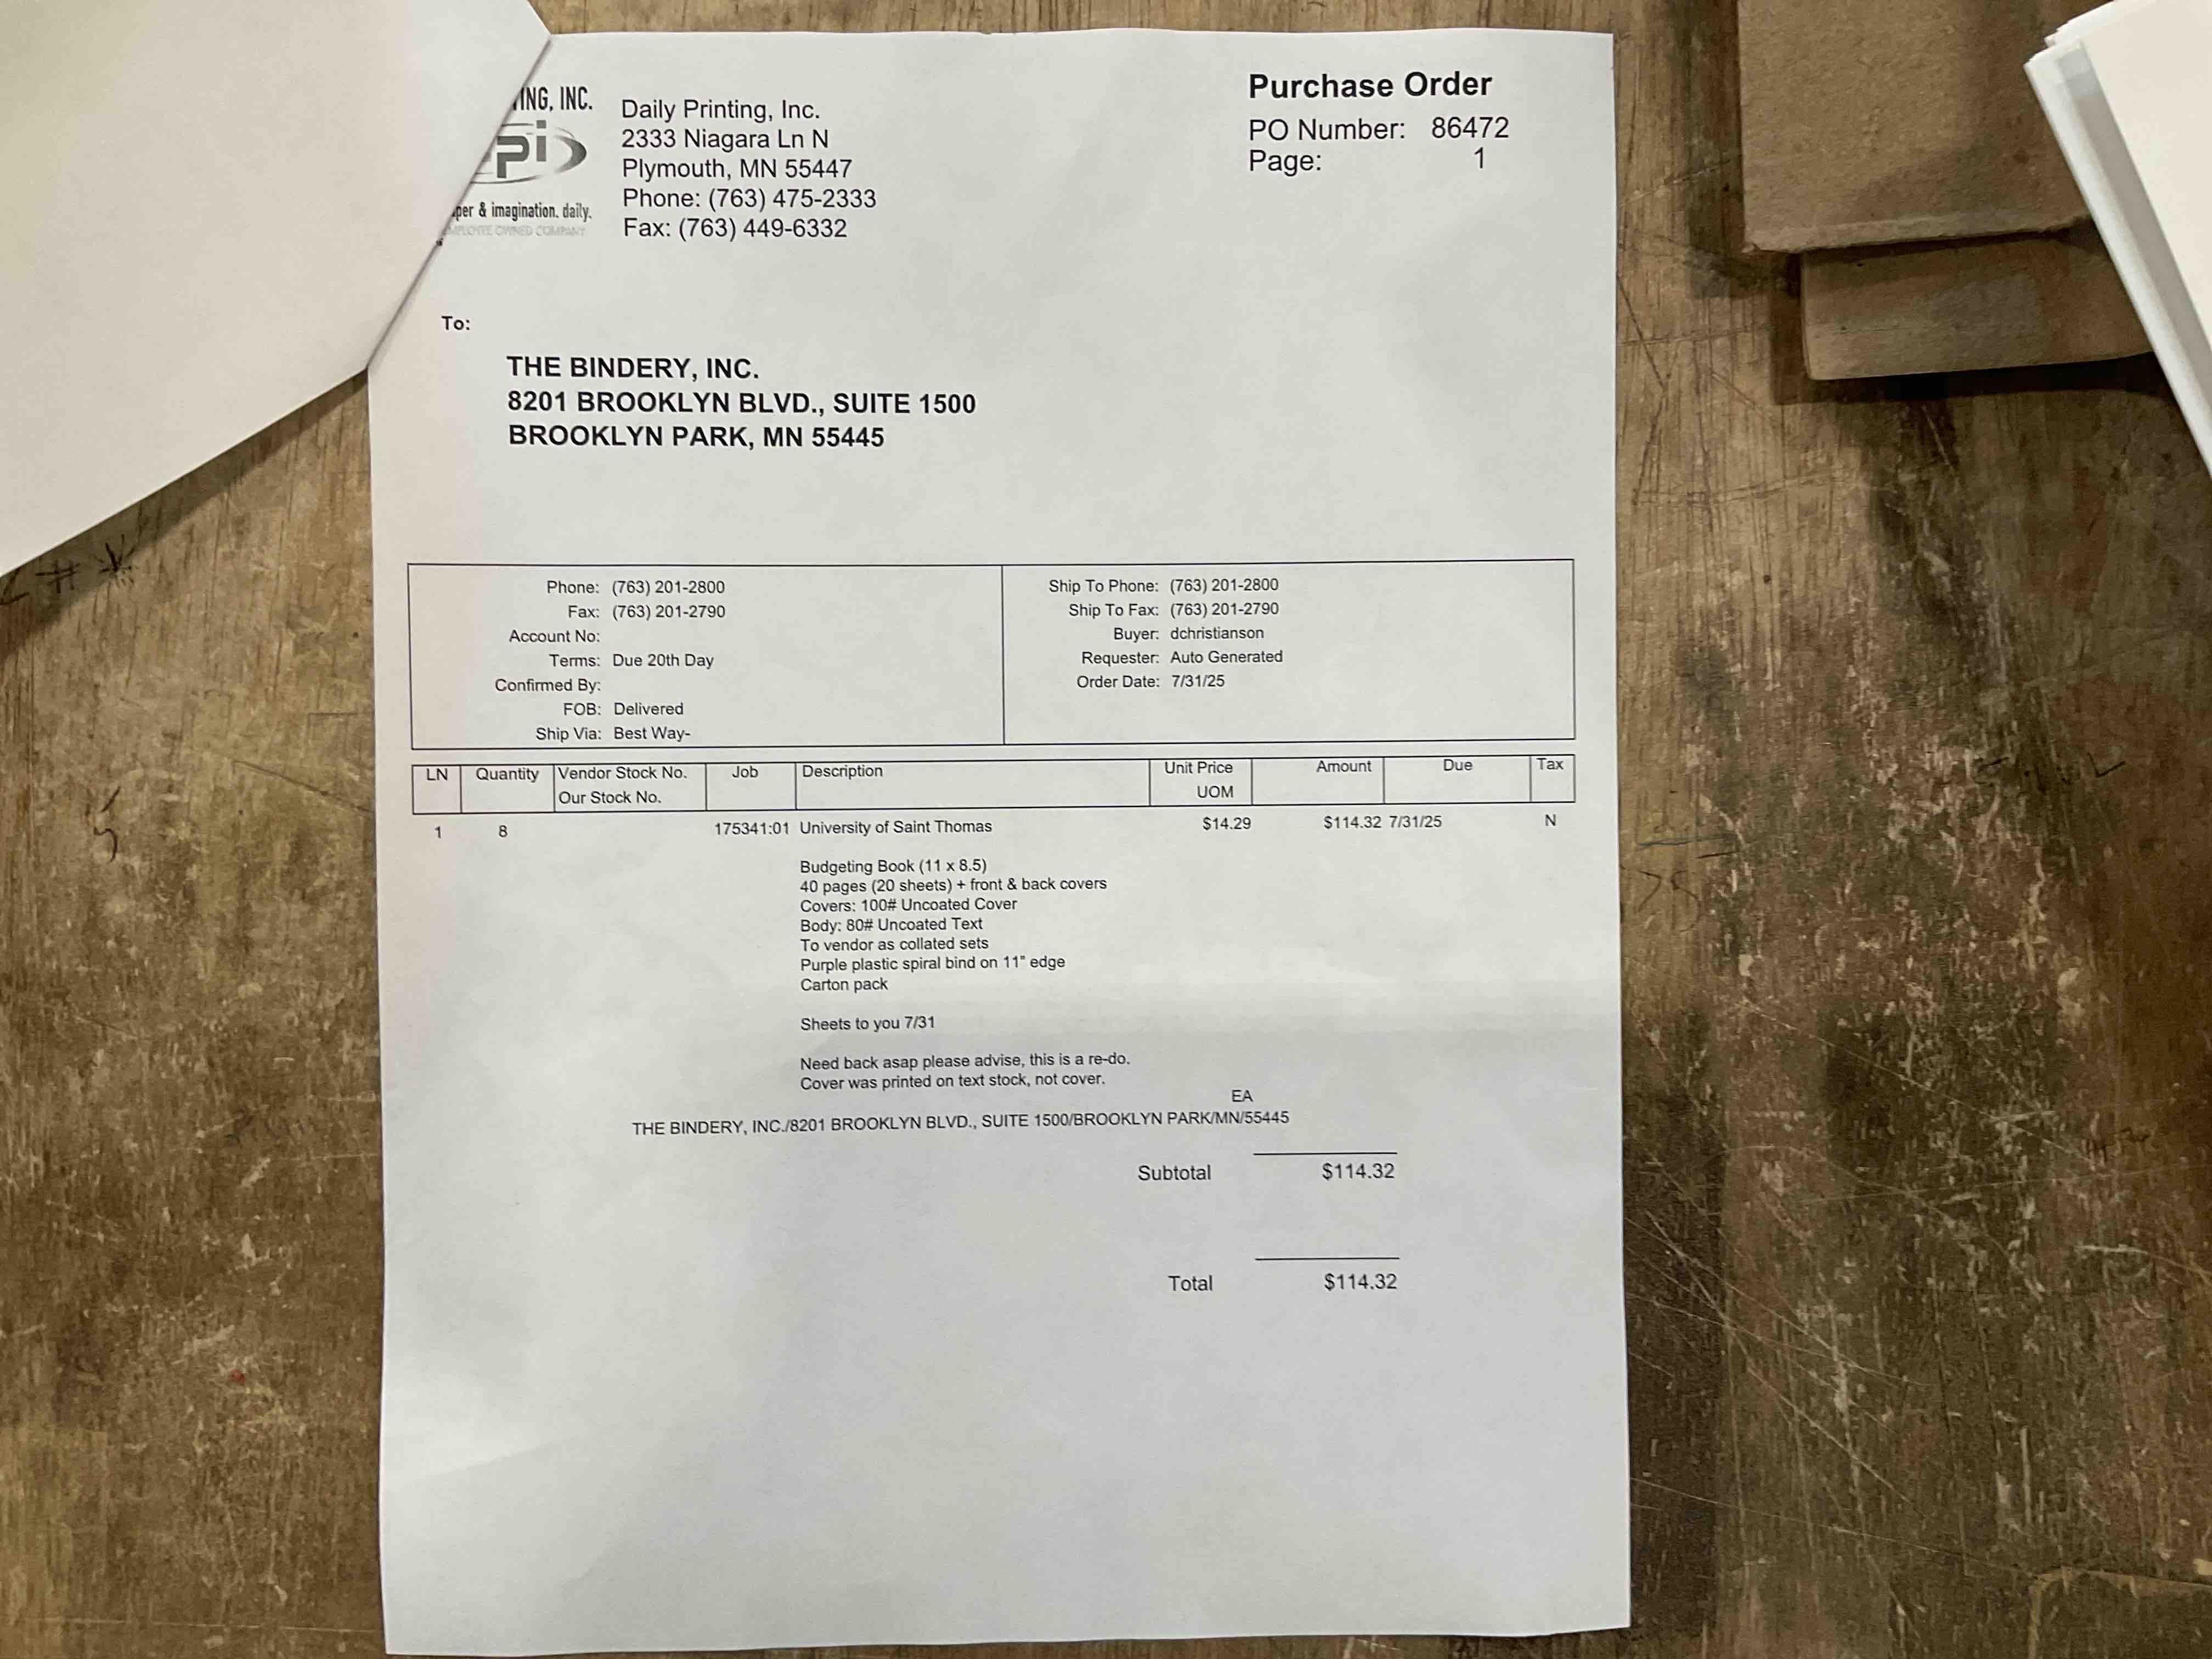 ING, INC.
pi
per & imagination. daily.
EMPLOYEE OWNED COMPANY
Daily Printing, Inc.
2333 Niagara Ln N
Plymouth, MN 55447
Phone: (763) 475-2333
Fax: (763) 449-6332
Purchase Order
PO Number: 86472
Page: 1
To:
THE BINDERY, INC.
8201 BROOKLYN BLVD., SUITE 1500
BROOKLYN PARK, MN 55445
Phone: (763) 201-2800
Fax: (763) 201-2790
Account No:
Terms: Due 20th Day
Confirmed By:
FOB: Delivered
Ship Via: Best Way-
Ship To Phone: (763) 201-2800
Ship To Fax: (763) 201-2790
Buyer: dchristianson
Requester: Auto Generated
Order Date: 7/31/25
LN Quantity Vendor Stock No. Job Description Unit Price Amount Due Tax
Our Stock No. UOM
1 8 175341:01 University of Saint Thomas $14.29 $114.32 7/31/25 N
Budgeting Book (11 x 8.5)
40 pages (20 sheets) + front & back covers
Covers: 100# Uncoated Cover
Body: 80# Uncoated Text
To vendor as collated sets
Purple plastic spiral bind on 11" edge
Carton pack
Sheets to you 7/31
Need back asap please advise, this is a re-do.
Cover was printed on text stock, not cover.
EA
THE BINDERY, INC./8201 BROOKLYN BLVD., SUITE 1500/BROOKLYN PARK/MN/55445
Subtotal $114.32
Total $114.32